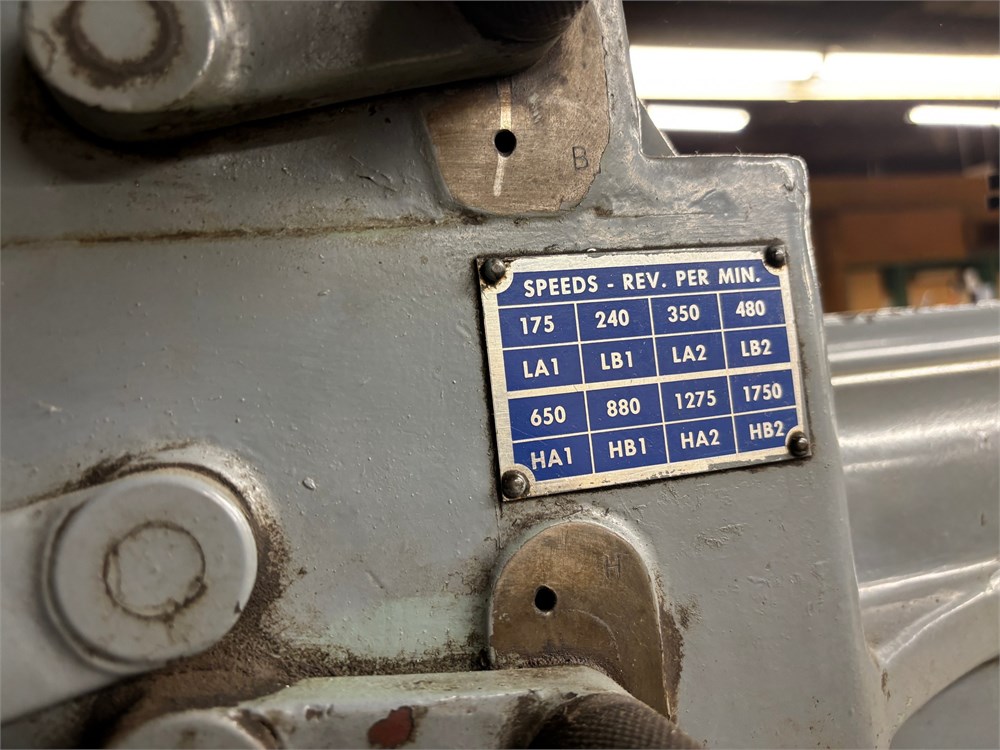 B
SPEEDS - REV. PER MIN.
175 240 350 480
LA1 LB1 LA2 LB2
650 880 1275 1750
HA1 HB1 HA2 HB2
H